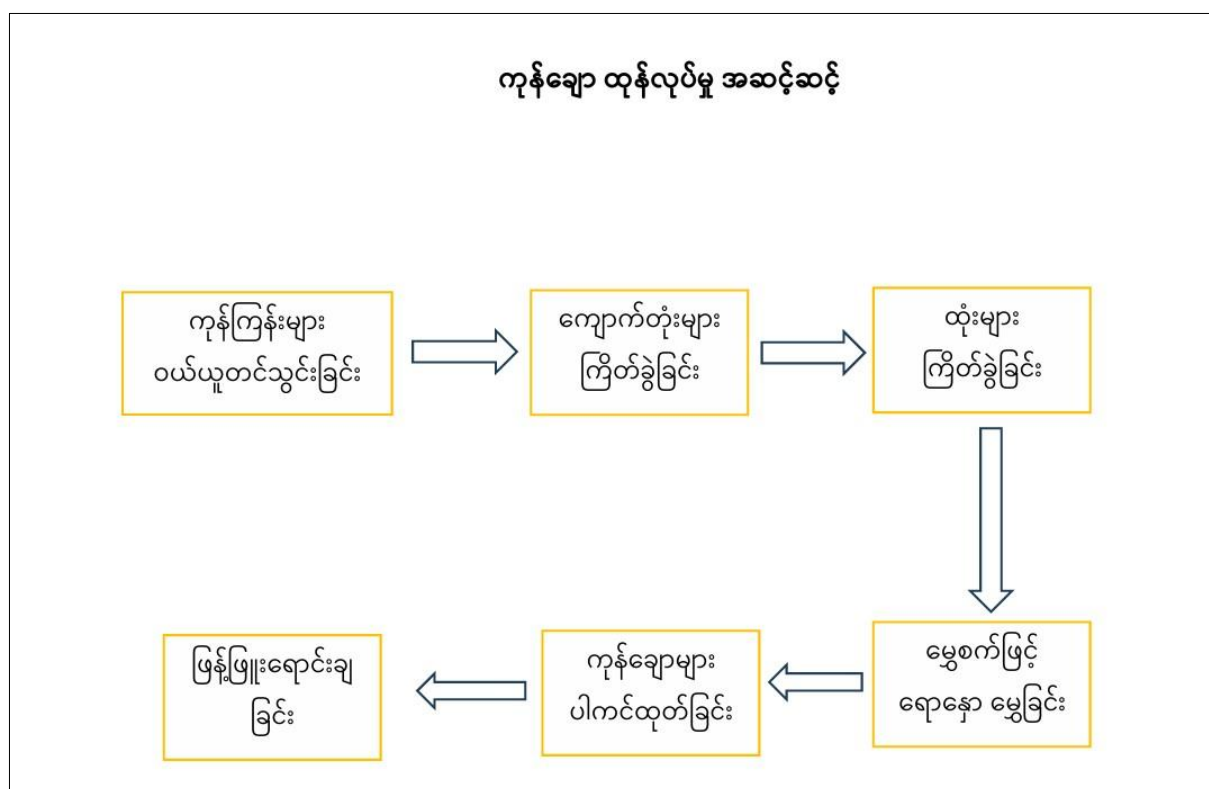 ကုန်ချော ထုန်လုပ်မှု အဆင့်ဆင့်
ကုန်ကြန်းများ
ဝယ်ယူတင်သွင်းခြင်း
ကျောက်တုံးများ
ကြိတ်ခွဲခြင်း
ထုံးများ
ကြိတ်ခွဲခြင်း
မွှေစက်ဖြင့်
ရောနှော မွှေခြင်း
ကုန်ချောများ
ပါကင်ထုတ်ခြင်း
ဖြန့်ဖြူးရောင်းချ
ခြင်း